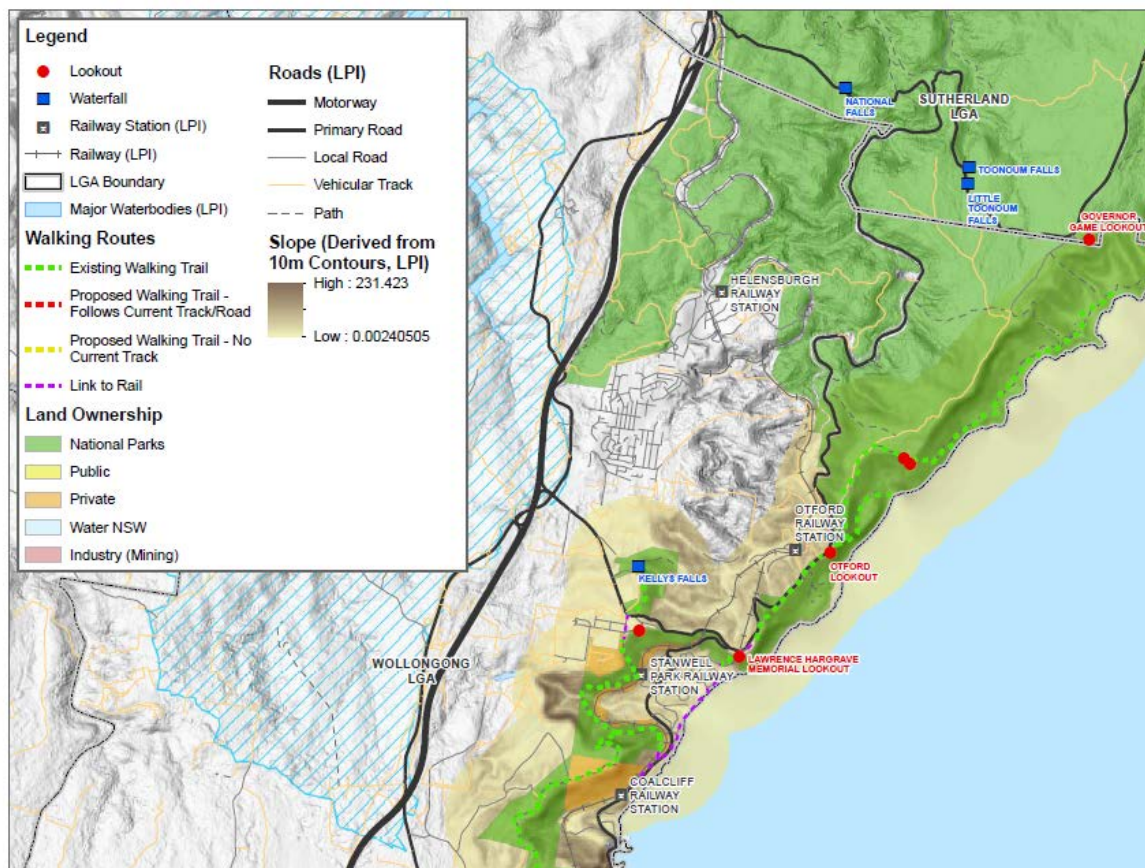 Legend
Lookout
Waterfall
Railway Station (LPI)
Railway (LPI)
LGA Boundary
Major Waterbodies (LPI)
Walking Routes
Existing Walking Trail
Proposed Walking Trail -
Follows Current Track/Road
Proposed Walking Trail - No
Current Track
Link to Rail
Land Ownership
National Parks
Public
Private
Water NSW
Industry (Mining)
Roads (LPI)
Motorway
Primary Road
Local Road
Vehicular Track
Path
Slope (Derived from
10m Contours, LPI)
High : 231.423
Low : 0.00240505
NATIONAL
FALLS
SUTHERLAND
LGA
TOONOUM FALLS
LITTLE
TOONOUM
FALLS
GOVERNOR
GAME LOOKOUT
HELENSBURGH
RAILWAY
STATION
OTFORD
RAILWAY
STATION
OTFORD
LOOKOUT
KELLYS FALLS
WOLLONGONG
LGA
STANWELL
PARK RAILWAY
STATION
LAWRENCE HARGRAVE
MEMORIAL LOOKOUT
COALCLIFF
RAILWAY
STATION